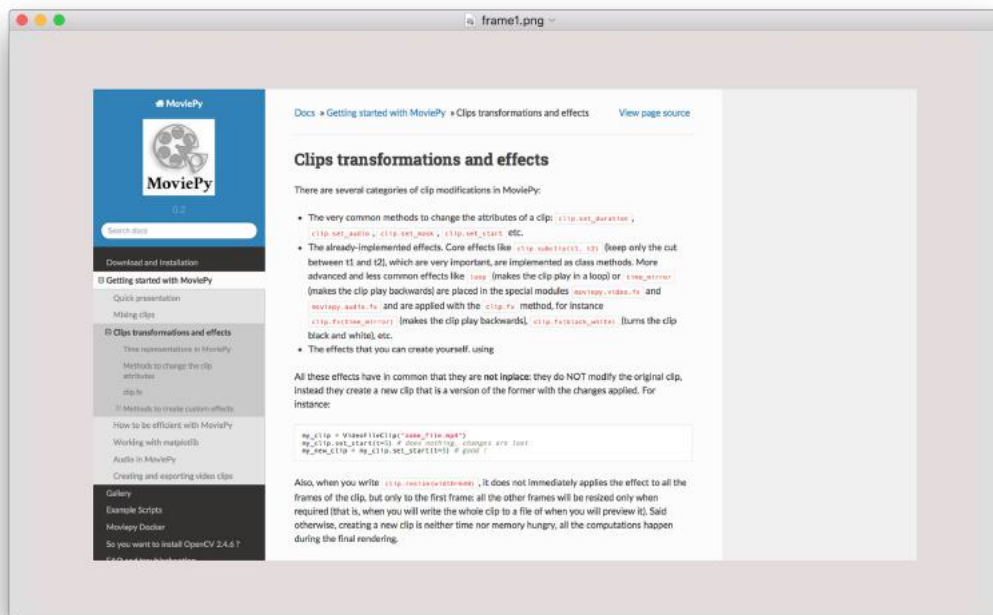 frame1.png
MoviePy
MoviePy
0.2
Search docs
Download and Installation
Getting started with MoviePy
Quick presentation
Mixing clips
Clips transformations and effects
Time representations in MoviePy
Methods to change the clip
attributes
clip.fx
Methods to create custom effects
How to be efficient with MoviePy
Working with matplotlib
Audio in MoviePy
Creating and exporting video clips
Gallery
Example Scripts
Moviepy Docker
So you want to install OpenCV 2.4.6 ?
Docs » Getting started with MoviePy » Clips transformations and effects View page source
Clips transformations and effects
There are several categories of clip modifications in MoviePy:
• The very common methods to change the attributes of a clip: clip.set_duration ,
clip.set_audio , clip.set_mask , clip.set_start etc.
• The already-implemented effects. Core effects like clip.subclip(t1, t2) (keep only the cut
between t1 and t2), which are very important, are implemented as class methods. More
advanced and less common effects like loop (makes the clip play in a loop) or time_mirror
(makes the clip play backwards) are placed in the special modules moviepy.video.fx and
moviepy.audio.fx and are applied with the clip.fx method, for instance
clip.fx(time_mirror) (makes the clip play backwards), clip.fx(black_white) (turns the clip
black and white), etc.
• The effects that you can create yourself. using
All these effects have in common that they are not inplace: they do NOT modify the original clip,
instead they create a new clip that is a version of the former with the changes applied. For
instance:
my_clip = VideoFileClip("some_file.mp4")
my_clip.set_start(t=5) # does nothing, changes are lost
my_new_clip = my_clip.set_start(t=5) # good !
Also, when you write clip.resize(width=640) , it does not immediately applies the effect to all the
frames of the clip, but only to the first frame: all the other frames will be resized only when
required (that is, when you will write the whole clip to a file of when you will preview it). Said
otherwise, creating a new clip is neither time nor memory hungry, all the computations happen
during the final rendering.